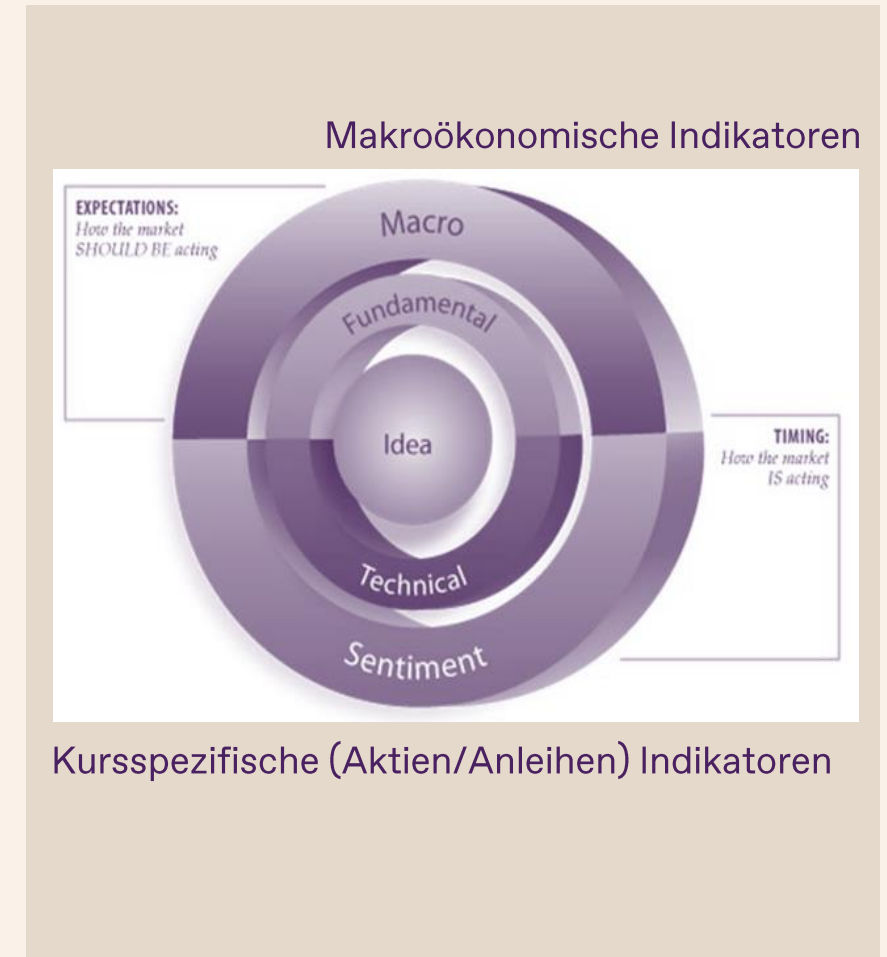 Makroökonomische Indikatoren
EXPECTATIONS:
How the market
SHOULD BE acting
Macro
Fundamental
Idea
TIMING:
How the market
IS acting
Technical
Sentiment
Kursspezifische (Aktien/Anleihen) Indikatoren